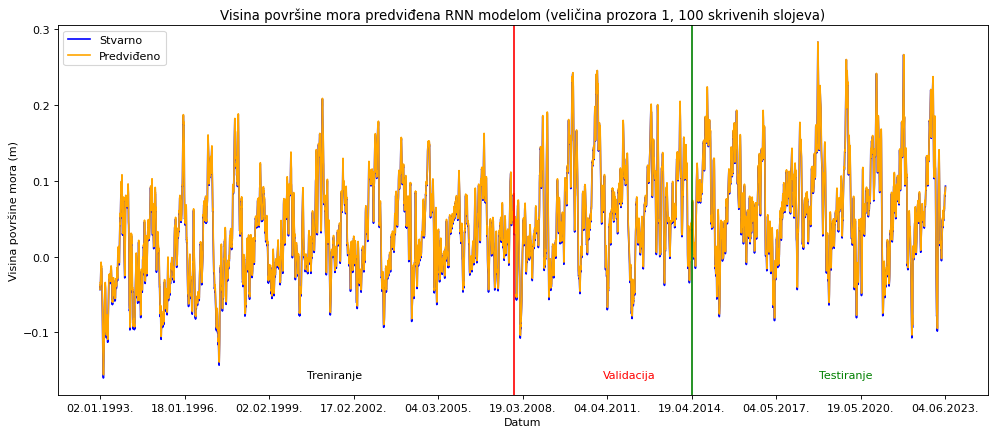 Visina površine mora predviđena RNN modelom (veličina prozora 1, 100 skrivenih slojeva)
Stvarno
Predviđeno
Visina površine mora (m)
0.3
0.2
0.1
0.0
−0.1
Treniranje
Validacija
Testiranje
02.01.1993. 18.01.1996. 02.02.1999. 17.02.2002. 04.03.2005. 19.03.2008. 04.04.2011. 19.04.2014. 04.05.2017. 19.05.2020. 04.06.2023.
Datum